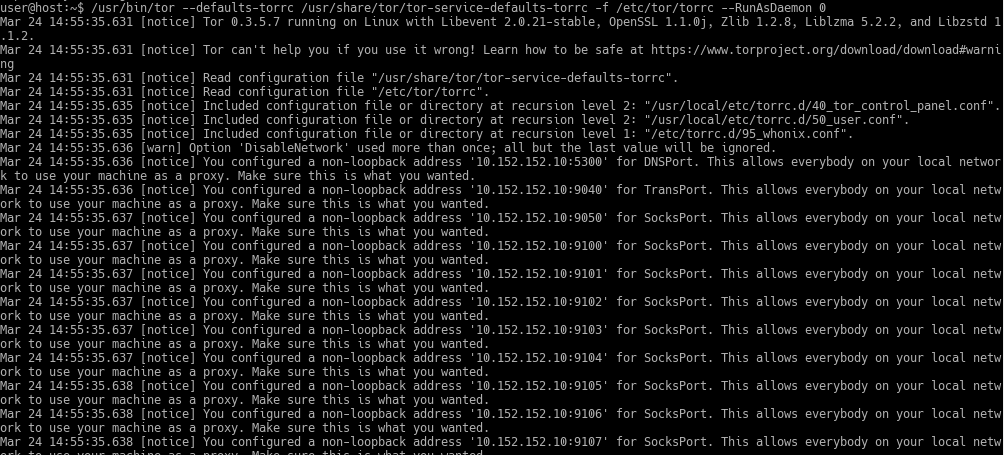 user@host:~$ /usr/bin/tor --defaults-torrc /usr/share/tor/tor-service-defaults-torrc -f /etc/tor/torrc --RunAsDaemon 0
Mar 24 14:55:35.631 [notice] Tor 0.3.5.7 running on Linux with Libevent 2.0.21-stable, OpenSSL 1.1.0j, Zlib 1.2.8, Liblzma 5.2.2, and Libzstd 1
.1.2.
Mar 24 14:55:35.631 [notice] Tor can't help you if you use it wrong! Learn how to be safe at https://www.torproject.org/download/download#warni
ng
Mar 24 14:55:35.631 [notice] Read configuration file "/usr/share/tor/tor-service-defaults-torrc".
Mar 24 14:55:35.631 [notice] Read configuration file "/etc/tor/torrc".
Mar 24 14:55:35.635 [notice] Included configuration file or directory at recursion level 2: "/usr/local/etc/torrc.d/40_tor_control_panel.conf".
Mar 24 14:55:35.635 [notice] Included configuration file or directory at recursion level 2: "/usr/local/etc/torrc.d/50_user.conf".
Mar 24 14:55:35.635 [notice] Included configuration file or directory at recursion level 1: "/etc/torrc.d/95_whonix.conf".
Mar 24 14:55:35.636 [warn] Option 'DisableNetwork' used more than once; all but the last value will be ignored.
Mar 24 14:55:35.636 [notice] You configured a non-loopback address '10.152.152.10:5300' for DNSPort. This allows everybody on your local networ
k to use your machine as a proxy. Make sure this is what you wanted.
Mar 24 14:55:35.636 [notice] You configured a non-loopback address '10.152.152.10:9040' for TransPort. This allows everybody on your local netw
ork to use your machine as a proxy. Make sure this is what you wanted.
Mar 24 14:55:35.637 [notice] You configured a non-loopback address '10.152.152.10:9050' for SocksPort. This allows everybody on your local netw
ork to use your machine as a proxy. Make sure this is what you wanted.
Mar 24 14:55:35.637 [notice] You configured a non-loopback address '10.152.152.10:9100' for SocksPort. This allows everybody on your local netw
ork to use your machine as a proxy. Make sure this is what you wanted.
Mar 24 14:55:35.637 [notice] You configured a non-loopback address '10.152.152.10:9101' for SocksPort. This allows everybody on your local netw
ork to use your machine as a proxy. Make sure this is what you wanted.
Mar 24 14:55:35.637 [notice] You configured a non-loopback address '10.152.152.10:9102' for SocksPort. This allows everybody on your local netw
ork to use your machine as a proxy. Make sure this is what you wanted.
Mar 24 14:55:35.637 [notice] You configured a non-loopback address '10.152.152.10:9103' for SocksPort. This allows everybody on your local netw
ork to use your machine as a proxy. Make sure this is what you wanted.
Mar 24 14:55:35.637 [notice] You configured a non-loopback address '10.152.152.10:9104' for SocksPort. This allows everybody on your local netw
ork to use your machine as a proxy. Make sure this is what you wanted.
Mar 24 14:55:35.638 [notice] You configured a non-loopback address '10.152.152.10:9105' for SocksPort. This allows everybody on your local netw
ork to use your machine as a proxy. Make sure this is what you wanted.
Mar 24 14:55:35.638 [notice] You configured a non-loopback address '10.152.152.10:9106' for SocksPort. This allows everybody on your local netw
ork to use your machine as a proxy. Make sure this is what you wanted.
Mar 24 14:55:35.638 [notice] You configured a non-loopback address '10.152.152.10:9107' for SocksPort. This allows everybody on your local netw
ork to use your machine as a proxy. Make sure this is what you wanted.